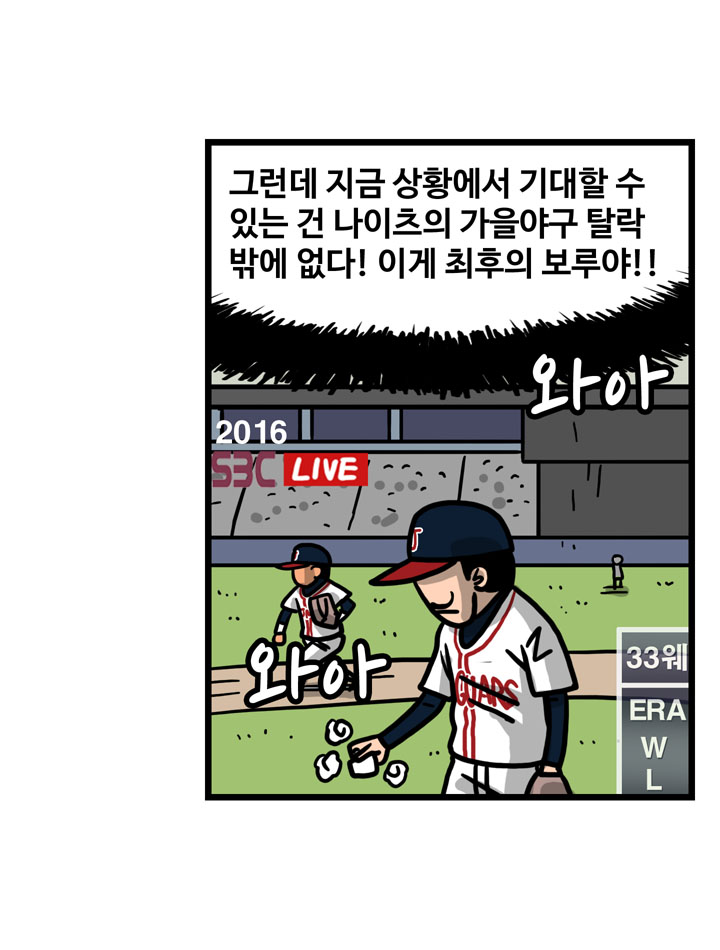 그런데 지금 상황에서 기대할 수
있는 건 나이츠의 가을야구 탈락
밖에 없다! 이게 최후의 보루야!!
와아
2016
SBC LIVE
와아
J
GUARS
33웨
ERA
W
L